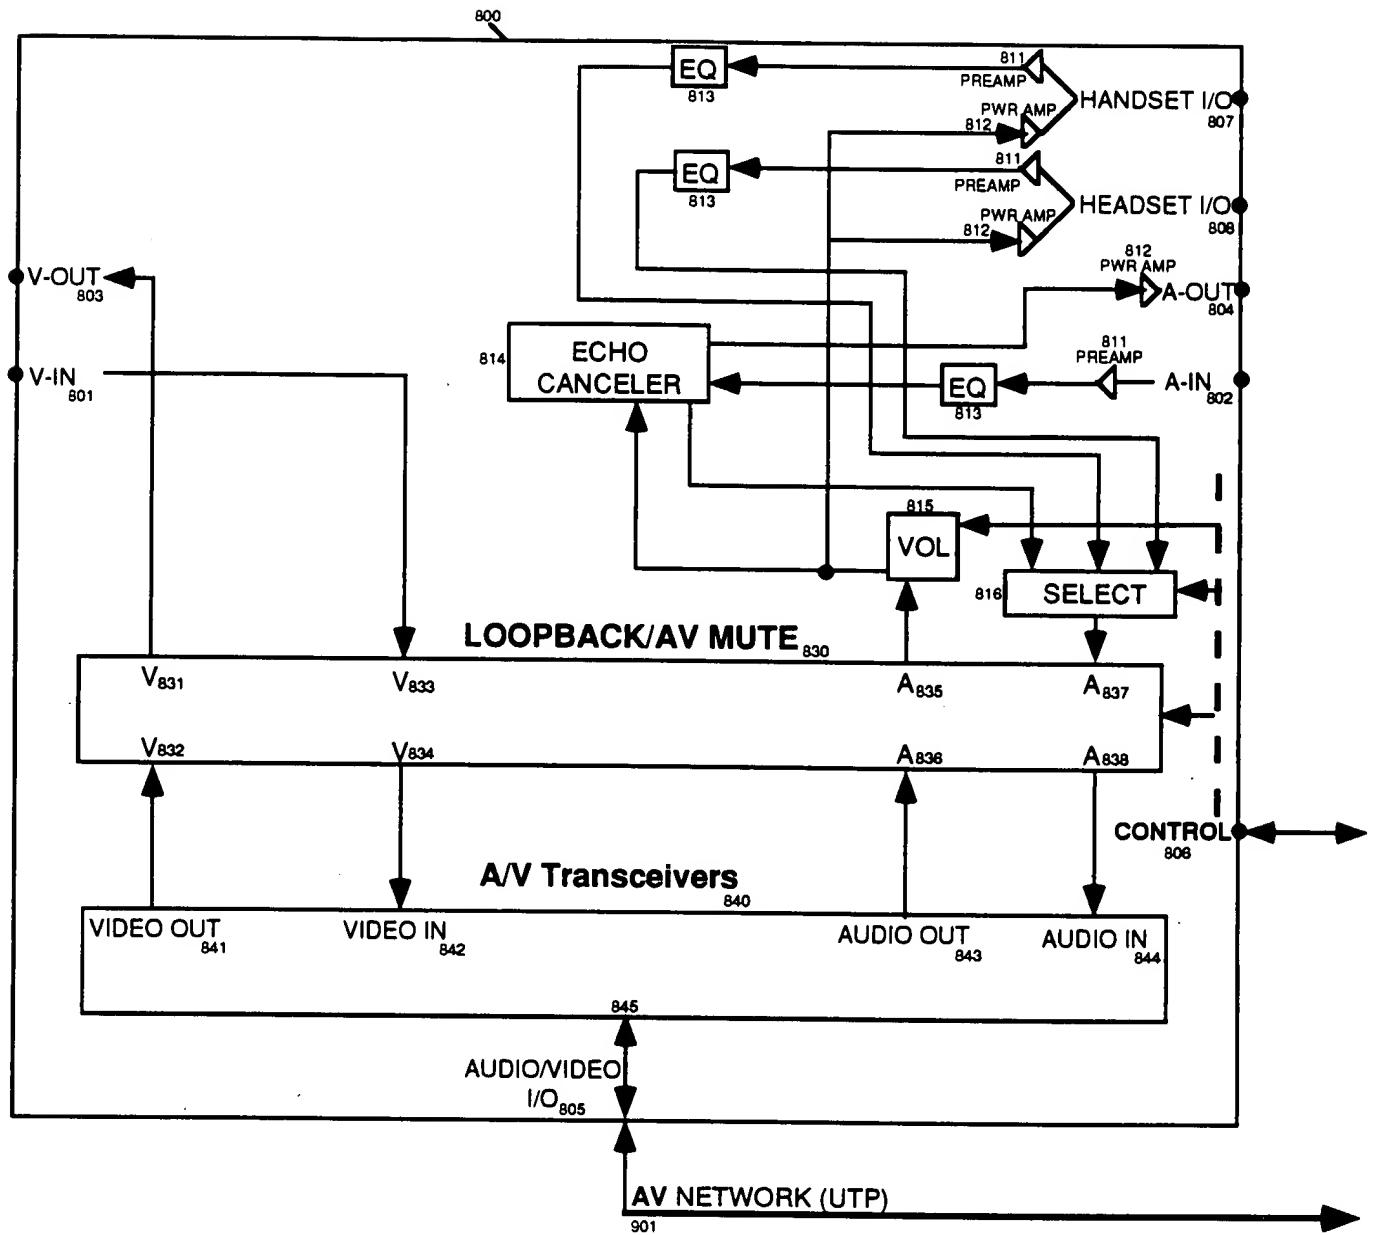 800
EQ
813
811
PREAMP
HANDSET I/O
807
PWR AMP
812
EQ
813
811
PREAMP
HEADSET I/O
808
PWR AMP
812
V-OUT
803
812
PWR AMP
A-OUT
804
814
ECHO
CANCELER
811
PREAMP
V-IN
801
EQ
813
A-IN
802
815
VOL
816
SELECT
LOOPBACK/AV MUTE
830
V831
V833
A835
A837
V832
V834
A836
A838
CONTROL
806
A/V Transceivers
840
VIDEO OUT
841
VIDEO IN
842
AUDIO OUT
843
AUDIO IN
844
845
AUDIO/VIDEO
I/O805
AV NETWORK (UTP)
901